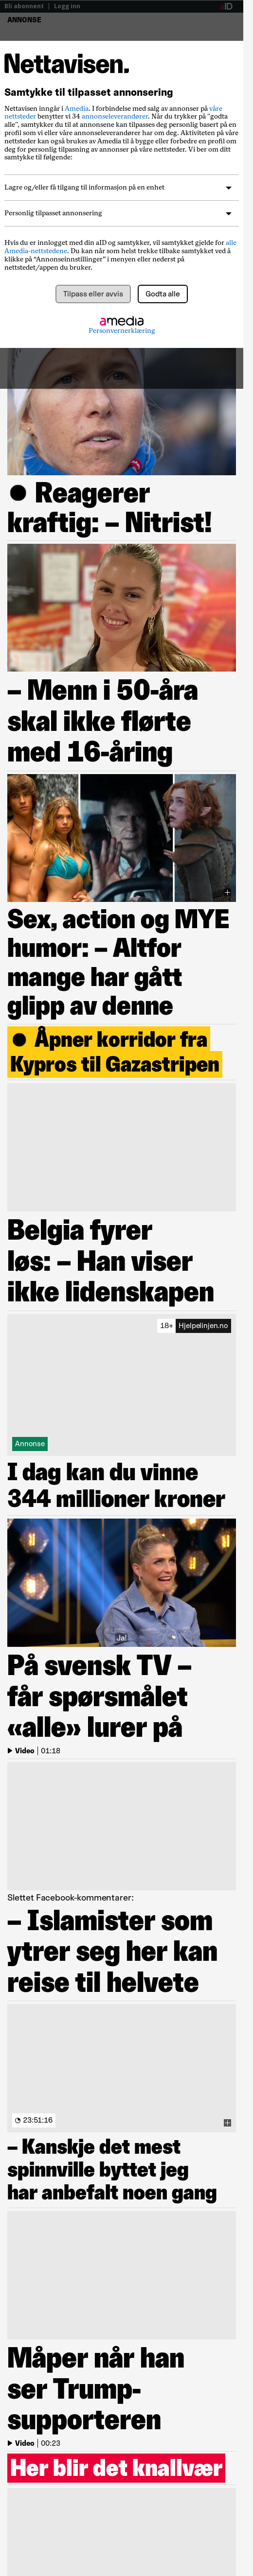 Bli abonnent | Logg inn
aID
ANNONSE
Nettavisen.
Samtykke til tilpasset annonsering
Nettavisen inngår i Amedia. I forbindelse med salg av annonser på våre
nettsteder benytter vi 34 annonseleverandører. Når du trykker på "godta
alle", samtykker du til at annonsene kan tilpasses deg personlig basert på en
profil som vi eller våre annonseleverandører har om deg. Aktiviteten på våre
nettsteder kan også brukes av Amedia til å bygge eller forbedre en profil om
deg for personlig tilpasning av annonser på våre nettsteder. Vi ber om ditt
samtykke til følgende:
Lagre og/eller få tilgang til informasjon på en enhet
Personlig tilpasset annonsering
Hvis du er innlogget med din aID og samtykker, vil samtykket gjelde for alle
Amedia-nettstedene. Du kan når som helst trekke tilbake samtykket ved å
klikke på “Annonseinnstillinger” i menyen eller nederst på
nettstedet/appen du bruker.
Tilpass eller avvis
Godta alle
amedia
Personvernerklæring
● Reagerer
kraftig: – Nitrist!
– Menn i 50-åra
skal ikke flørte
med 16-åring
Sex, action og MYE
humor: – Altfor
mange har gått
glipp av denne
● Åpner korridor fra
Kypros til Gazastripen
Belgia fyrer
løs: – Han viser
ikke lidenskapen
18+ Hjelpelinjen.no
Annonse
I dag kan du vinne
344 millioner kroner
Ja!
På svensk TV –
får spørsmålet
«alle» lurer på
Video | 01:18
Slettet Facebook-kommentarer:
– Islamister som
ytrer seg her kan
reise til helvete
23:51:16
– Kanskje det mest
spinnville byttet jeg
har anbefalt noen gang
Måper når han
ser Trump-
supporteren
Video | 00:23
Her blir det knallvær